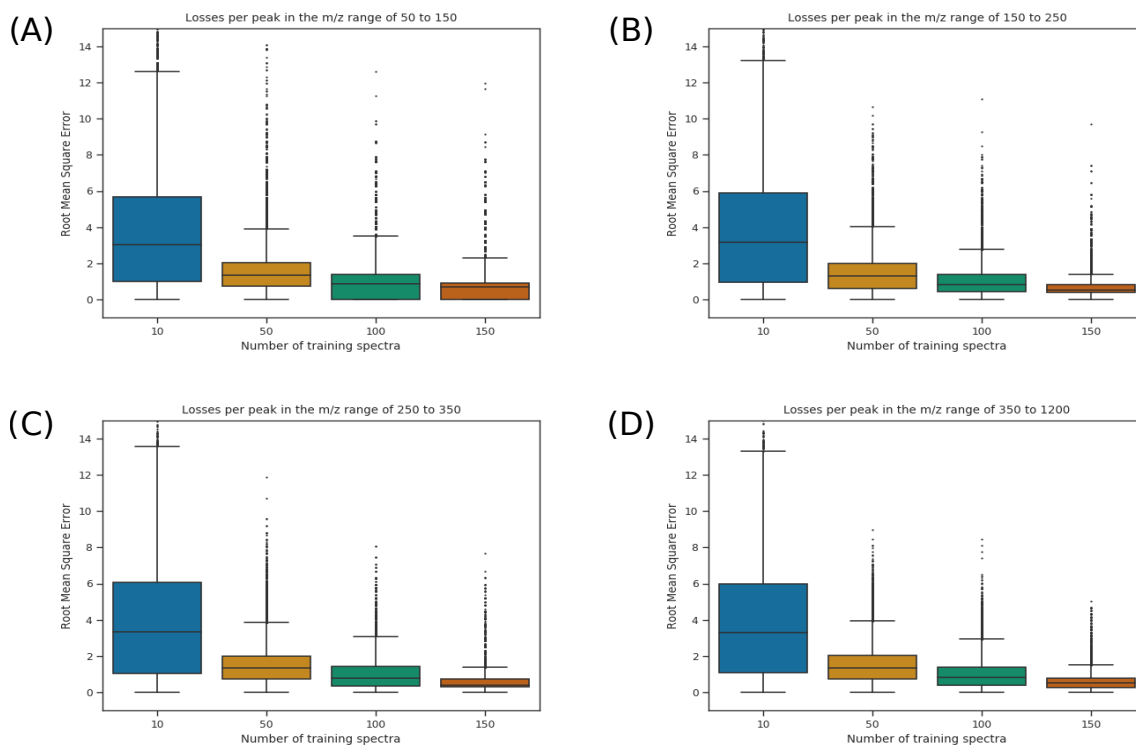 (A)
Losses per peak in the m/z range of 50 to 150
Root Mean Square Error
14
12
10
8
6
4
2
0
10 50 100 150
Number of training spectra
(B)
Losses per peak in the m/z range of 150 to 250
Root Mean Square Error
14
12
10
8
6
4
2
0
10 50 100 150
Number of training spectra
(C)
Losses per peak in the m/z range of 250 to 350
Root Mean Square Error
14
12
10
8
6
4
2
0
10 50 100 150
Number of training spectra
(D)
Losses per peak in the m/z range of 350 to 1200
Root Mean Square Error
14
12
10
8
6
4
2
0
10 50 100 150
Number of training spectra